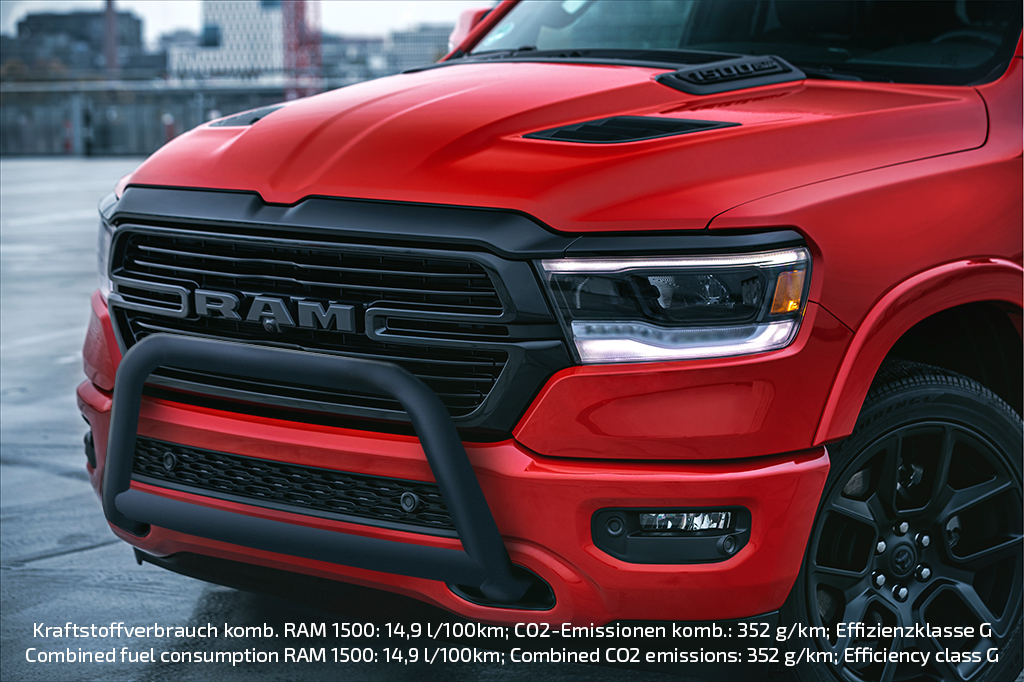 1500
RAM
Kraftstoffverbrauch komb. RAM 1500: 14,9 l/100km; CO2-Emissionen komb.: 352 g/km; Effizienzklasse G
Combined fuel consumption RAM 1500: 14,9 l/100km; Combined CO2 emissions: 352 g/km; Efficiency class G